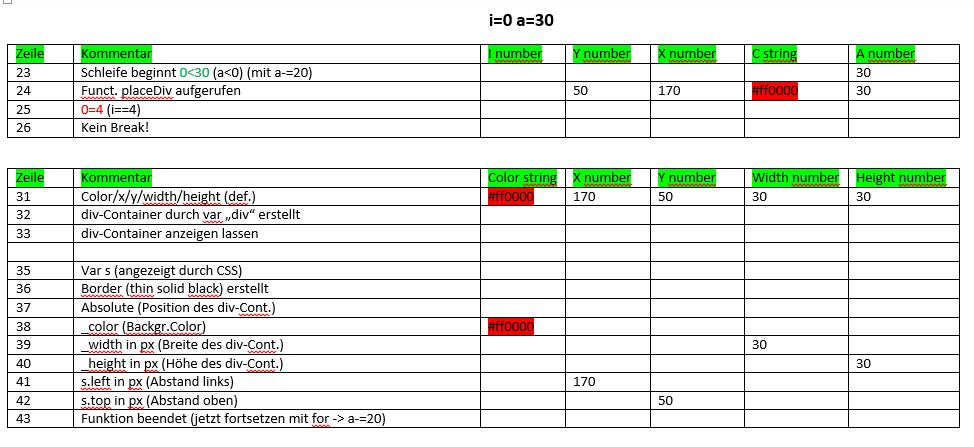 i=0 a=30
Zeile Kommentar I number Y number X number C string A number
23 Schleife beginnt 0<30 (a<0) (mit a-=20) 30
24 Funct. placeDiv aufgerufen 50 170 #ff0000 30
25 0=4 (i==4)
26 Kein Break!
Zeile Kommentar Color string X number Y number Width number Height number
31 Color/x/y/width/height (def.) #ff0000 170 50 30 30
32 div-Container durch var „div“ erstellt
33 div-Container anzeigen lassen
35 Var s (angezeigt durch CSS)
36 Border (thin solid black) erstellt
37 Absolute (Position des div-Cont.)
38 _color (Backgr.Color) #ff0000
39 _width in px (Breite des div-Cont.) 30
40 _height in px (Höhe des div-Cont.) 30
41 s.left in px (Abstand links) 170
42 s.top in px (Abstand oben) 50
43 Funktion beendet (jetzt fortsetzen mit for -> a-=20)